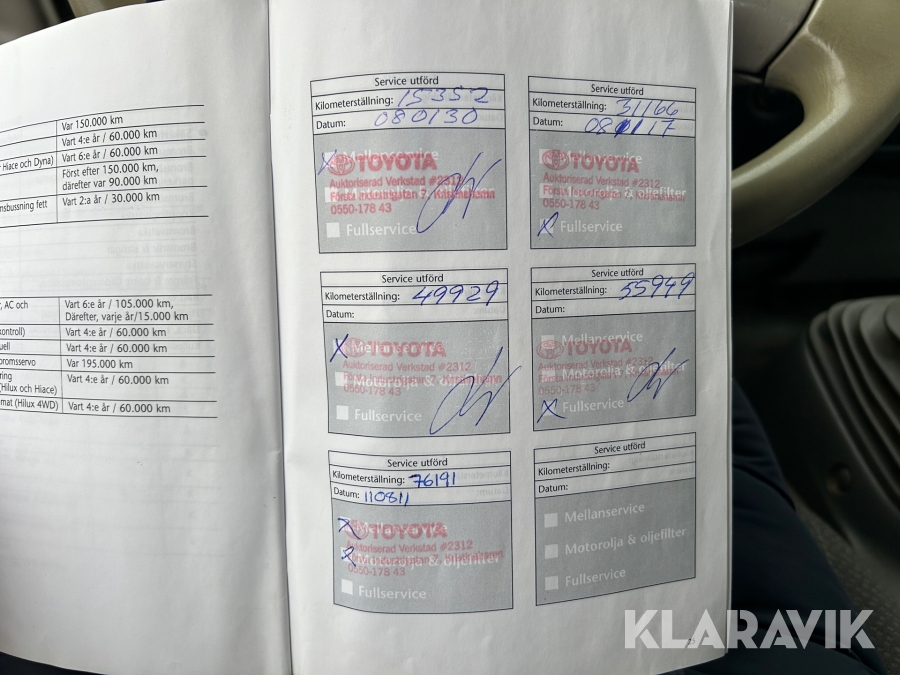 Var 150.000 km
Vart 4:e år / 60.000 km
Hiace och Dyna) Vart 6:e år / 60.000 km
Först efter 150.000 km,
därefter var 90.000 km
nsbussning fett Vart 2:a år / 30.000 km
, AC och Vart 6:e år / 105.000 km,
Därefter, varje år/15.000 km
kontroll) Vart 4:e år / 60.000 km
uell Vart 4:e år / 60.000 km
bromsservo Var 195.000 km
ring Vart 4:e år / 60.000 km
(Hilux och Hiace)
mat (Hilux 4WD) Vart 4:e år / 60.000 km
Service utförd
Kilometerställning: 15352
Datum: 080130
X Mellanservice
TOYOTA
Auktoriserad Verkstad #2312
0550-178 43
Fullservice
Service utförd
Kilometerställning: 31166
Datum:
TOYOTA
Auktoriserad Verkstad #2312
oljefilter
0550-178 43
X Fullservice
Service utförd
Kilometerställning: 49929
Datum:
X Mellanservice
TOYOTA
Auktoriserad Verkstad #2312
0550-178 43
Fullservice
Service utförd
Kilometerställning: 55949
Datum:
Mellanservice
TOYOTA
Auktoriserad Verkstad #2312
Motorolja & oljefilter
0550-178 43
X Fullservice
Service utförd
Kilometerställning: 76191
Datum: 110811
X
TOYOTA
Auktoriserad Verkstad #2312
X oljefilter
0550-178 43
Fullservice
Service utförd
Kilometerställning:
Datum:
Mellanservice
Motorolja & oljefilter
Fullservice
KLARAVIK